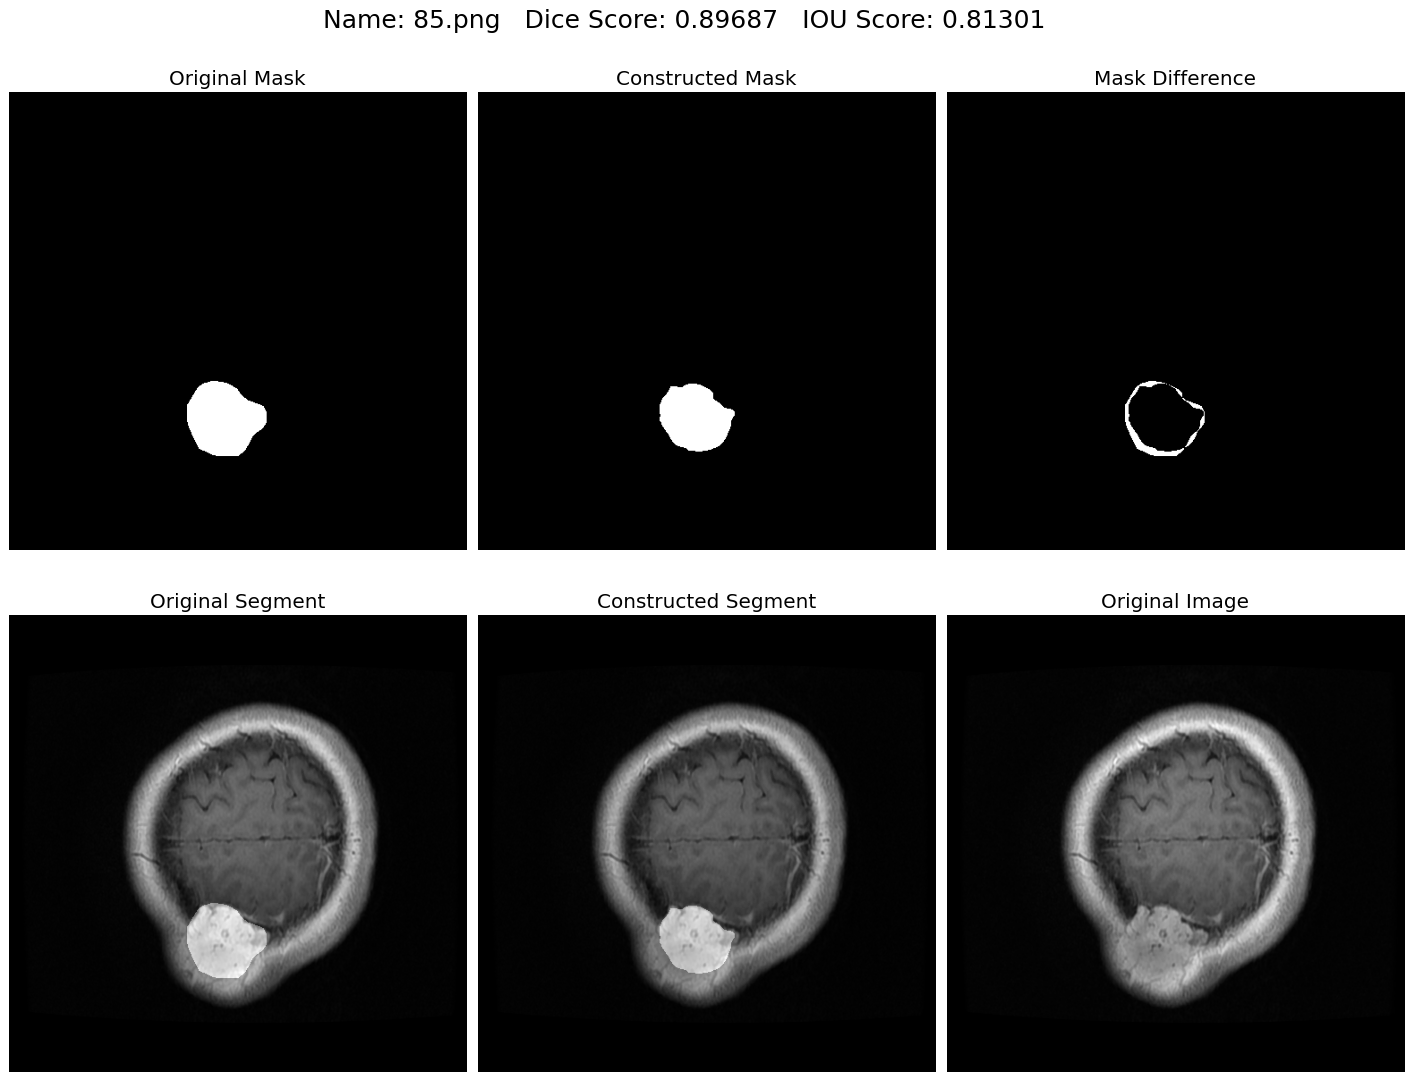 Name: 85.png   Dice Score: 0.89687   IOU Score: 0.81301
Original Mask
Constructed Mask
Mask Difference
Original Segment
Constructed Segment
Original Image